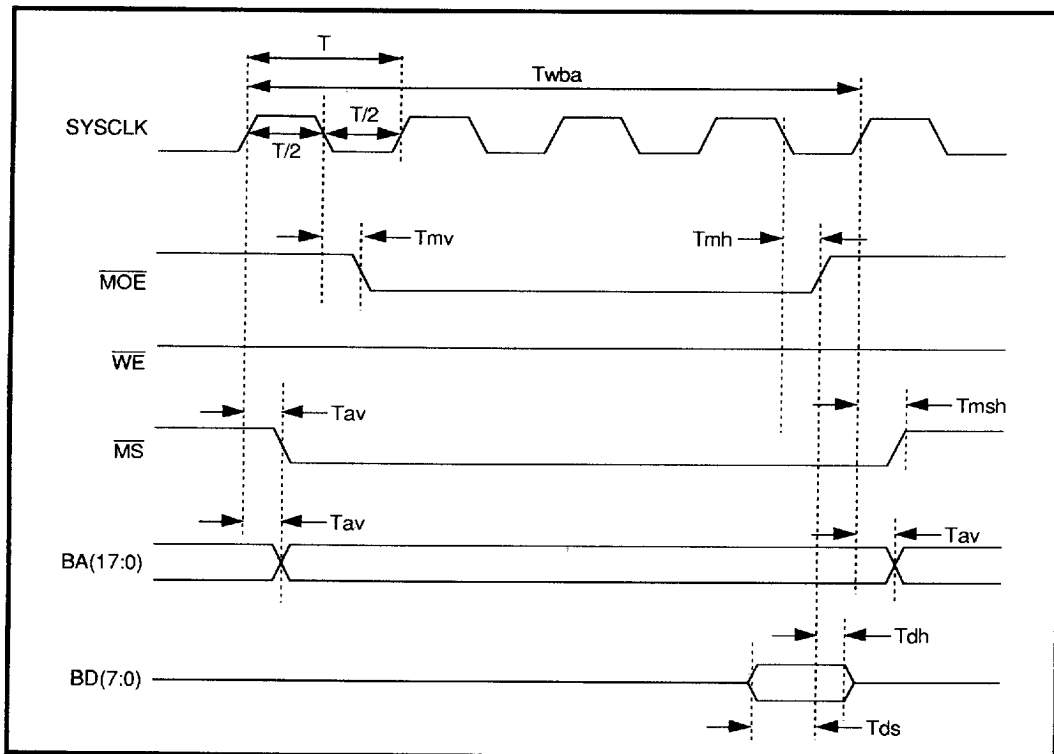 T
Twba
SYSCLK
T/2
T/2
Tmv
Tmh
MOE
WE
Tav
Tmsh
MS
Tav
Tav
BA(17:0)
Tdh
BD(7:0)
Tds